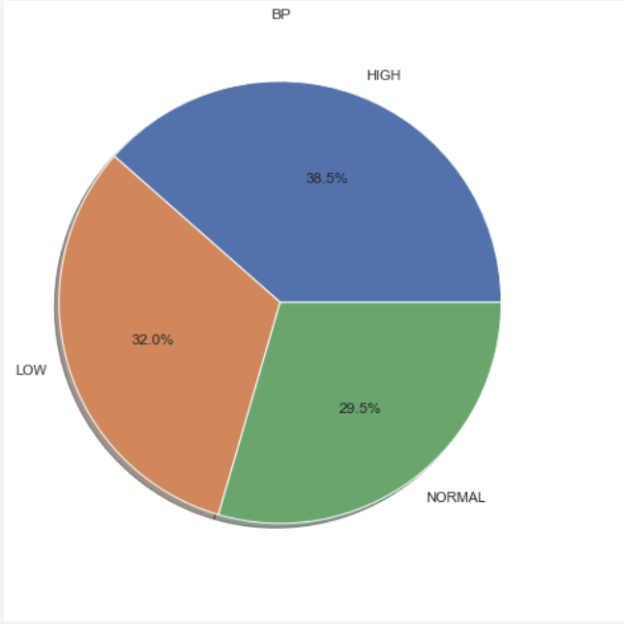 BP
HIGH
38.5%
32.0%
LOW
29.5%
NORMAL